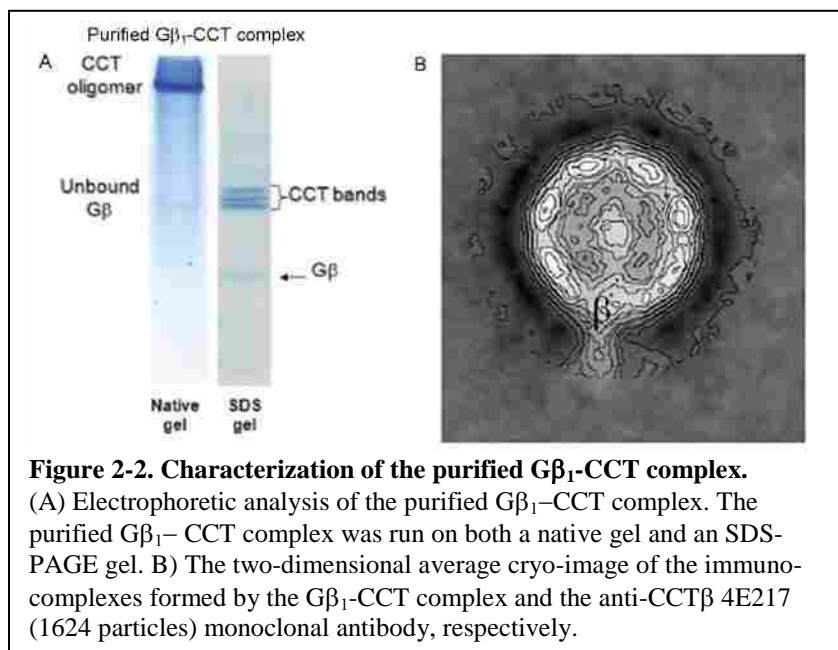 Purified Gβ₁-CCT complex
A
CCT
oligomer
Unbound
Gβ
CCT bands
Gβ
Native
gel
SDS
gel
B
β
Figure 2-2. Characterization of the purified Gβ₁-CCT complex.
(A) Electrophoretic analysis of the purified Gβ₁–CCT complex. The
purified Gβ₁– CCT complex was run on both a native gel and an SDS-
PAGE gel. B) The two-dimensional average cryo-image of the immuno-
complexes formed by the Gβ₁-CCT complex and the anti-CCTβ 4E217
(1624 particles) monoclonal antibody, respectively.